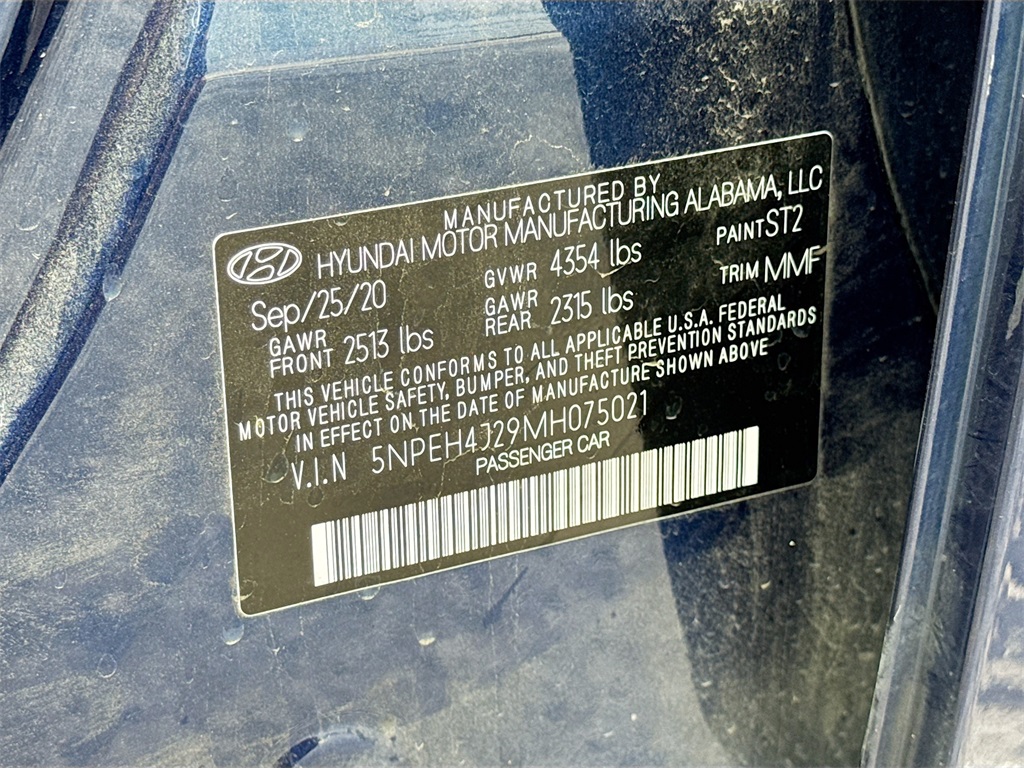 MANUFACTURED BY
HYUNDAI MOTOR MANUFACTURING ALABAMA, LLC
Sep/25/20 GVWR 4354 lbs PAINT ST2
GAWR FRONT 2513 lbs GAWR REAR 2315 lbs TRIM MMF
THIS VEHICLE CONFORMS TO ALL APPLICABLE U.S.A. FEDERAL
MOTOR VEHICLE SAFETY, BUMPER, AND THEFT PREVENTION STANDARDS
IN EFFECT ON THE DATE OF MANUFACTURE SHOWN ABOVE
V.I.N 5NPEH4J29MH075021
PASSENGER CAR